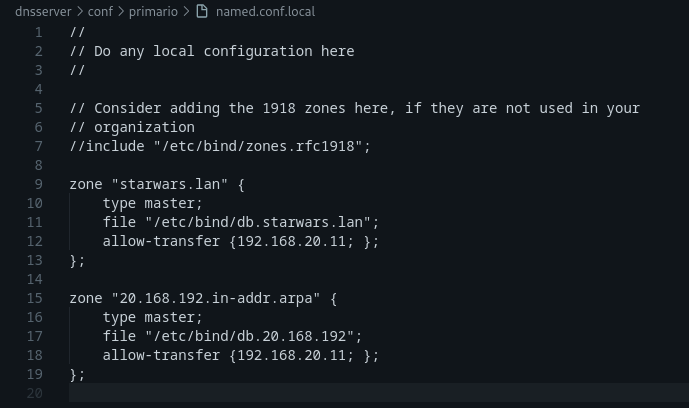 dnsserver > conf > primario > named.conf.local
1 //
2 // Do any local configuration here
3 //
4
5 // Consider adding the 1918 zones here, if they are not used in your
6 // organization
7 //include "/etc/bind/zones.rfc1918";
8
9 zone "starwars.lan" {
10     type master;
11     file "/etc/bind/db.starwars.lan";
12     allow-transfer {192.168.20.11; };
13 };
14
15 zone "20.168.192.in-addr.arpa" {
16     type master;
17     file "/etc/bind/db.20.168.192";
18     allow-transfer {192.168.20.11; };
19 };
20